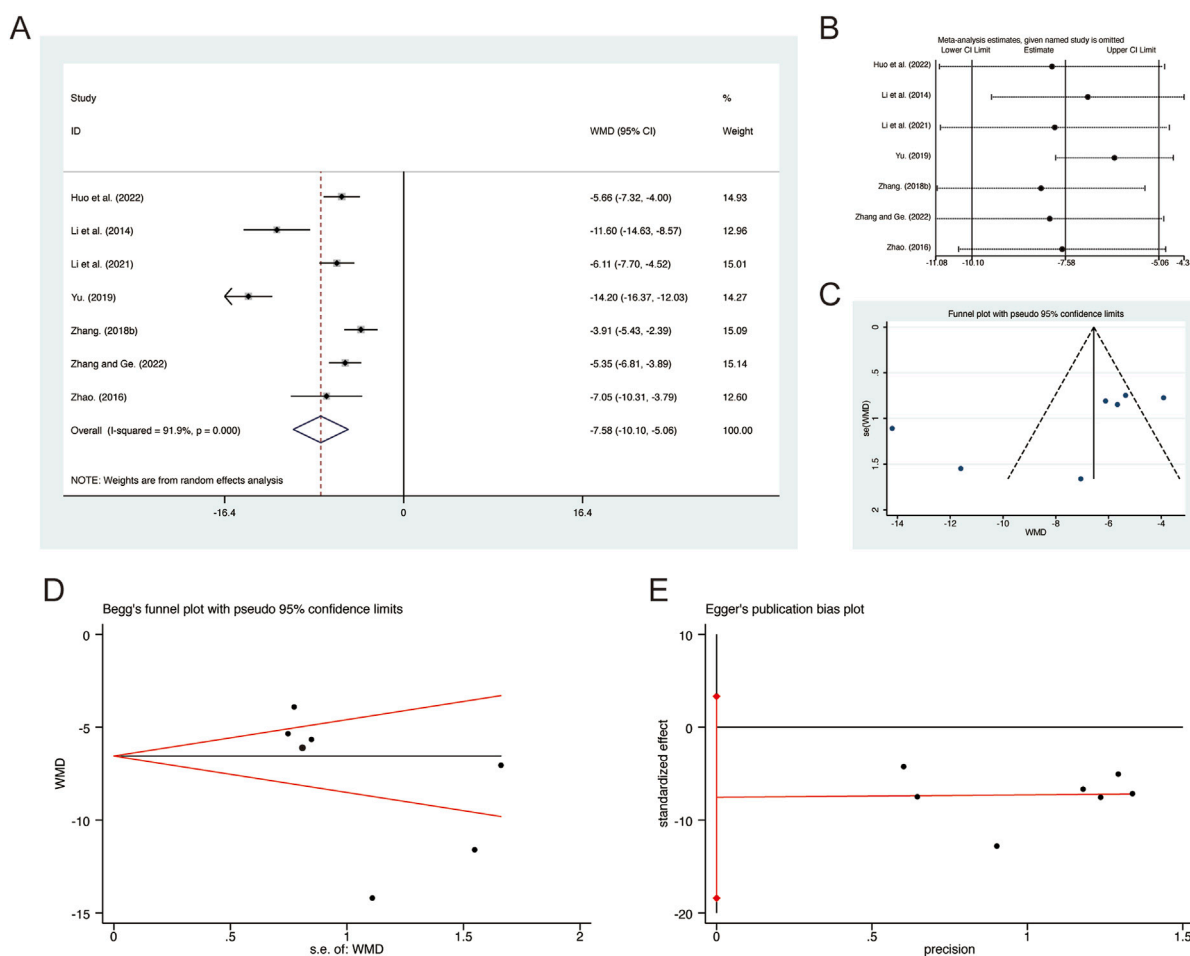 A
Study %
ID WMD (95% CI) Weight
Huo et al. (2022) -5.66 (-7.32, -4.00) 14.93
Li et al. (2014) -11.60 (-14.63, -8.57) 12.96
Li et al. (2021) -6.11 (-7.70, -4.52) 15.01
Yu. (2019) -14.20 (-16.37, -12.03) 14.27
Zhang. (2018b) -3.91 (-5.43, -2.39) 15.09
Zhang and Ge. (2022) -5.35 (-6.81, -3.89) 15.14
Zhao. (2016) -7.05 (-10.31, -3.79) 12.60
Overall (I-squared = 91.9%, p = 0.000) -7.58 (-10.10, -5.06) 100.00
NOTE: Weights are from random effects analysis
-16.4 0 16.4
B
Meta-analysis estimates, given named study is omitted
Lower CI Limit Estimate Upper CI Limit
Huo et al. (2022)
Li et al. (2014)
Li et al. (2021)
Yu. (2019)
Zhang. (2018b)
Zhang and Ge. (2022)
Zhao. (2016)
-11.08 -10.10 -7.58 -5.06
C
Funnel plot with pseudo 95% confidence limits
se(WMD)
0
.5
1
1.5
2
-14 -12 -10 -8 -6 -4
WMD
D
Begg's funnel plot with pseudo 95% confidence limits
WMD
0
-5
-10
-15
0 .5 1 1.5 2
s.e. of: WMD
E
Egger's publication bias plot
standardized effect
10
0
-10
-20
0 .5 1 1.5
precision